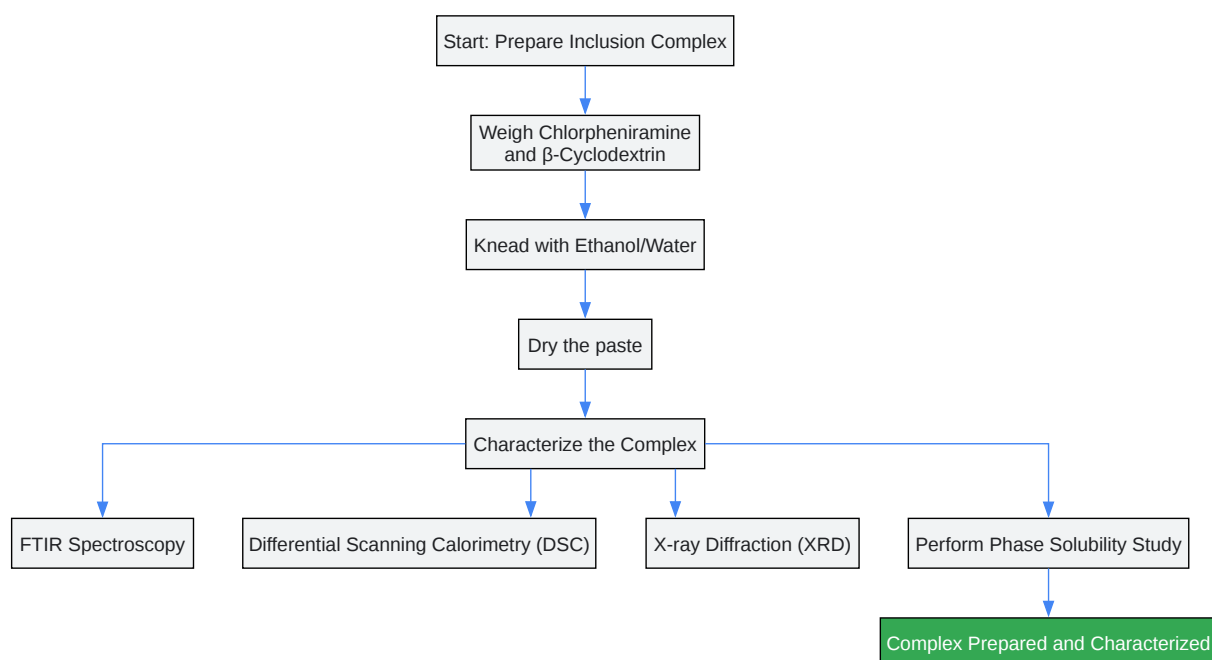 Start: Prepare Inclusion Complex
Weigh Chlorpheniramine
and β-Cyclodextrin
Knead with Ethanol/Water
Dry the paste
Characterize the Complex
FTIR Spectroscopy
Differential Scanning Calorimetry (DSC)
X-ray Diffraction (XRD)
Perform Phase Solubility Study
Complex Prepared and Characterized